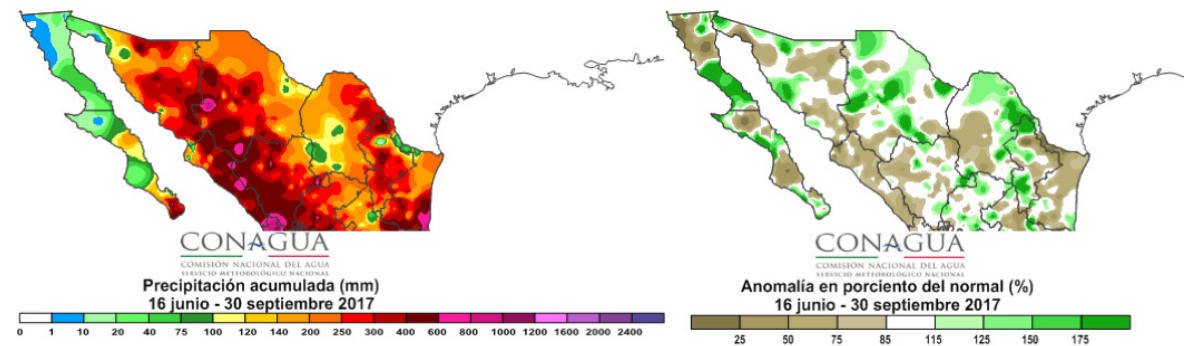 CONAGUA
COMISIÓN NACIONAL DEL AGUA
SERVICIO METEOROLÓGICO NACIONAL
Precipitación acumulada (mm)
16 junio - 30 septiembre 2017
0 1 10 20 40 75 100 120 140 200 250 300 400 600 800 1000 1200 1600 2000 2400
CONAGUA
COMISIÓN NACIONAL DEL AGUA
SERVICIO METEOROLÓGICO NACIONAL
Anomalía en porciento del normal (%)
16 junio - 30 septiembre 2017
25 50 75 85 115 125 150 175